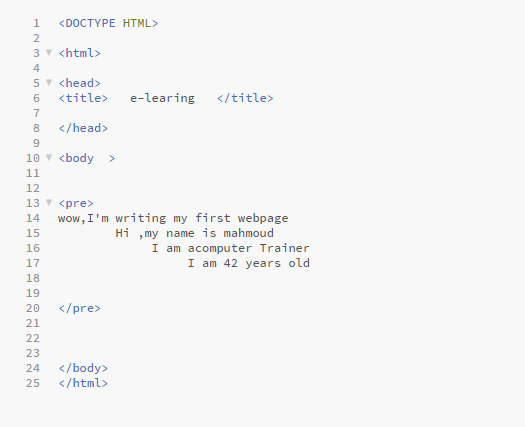 1 <DOCTYPE HTML>
2
3 <html>
4
5 <head>
6 <title>   e-learing   </title>
7
8 </head>
9
10 <body  >
11
12
13 <pre>
14 wow,I'm writing my first webpage
15         Hi ,my name is mahmoud
16              I am acomputer Trainer
17                   I am 42 years old
18
19
20 </pre>
21
22
23
24 </body>
25 </html>